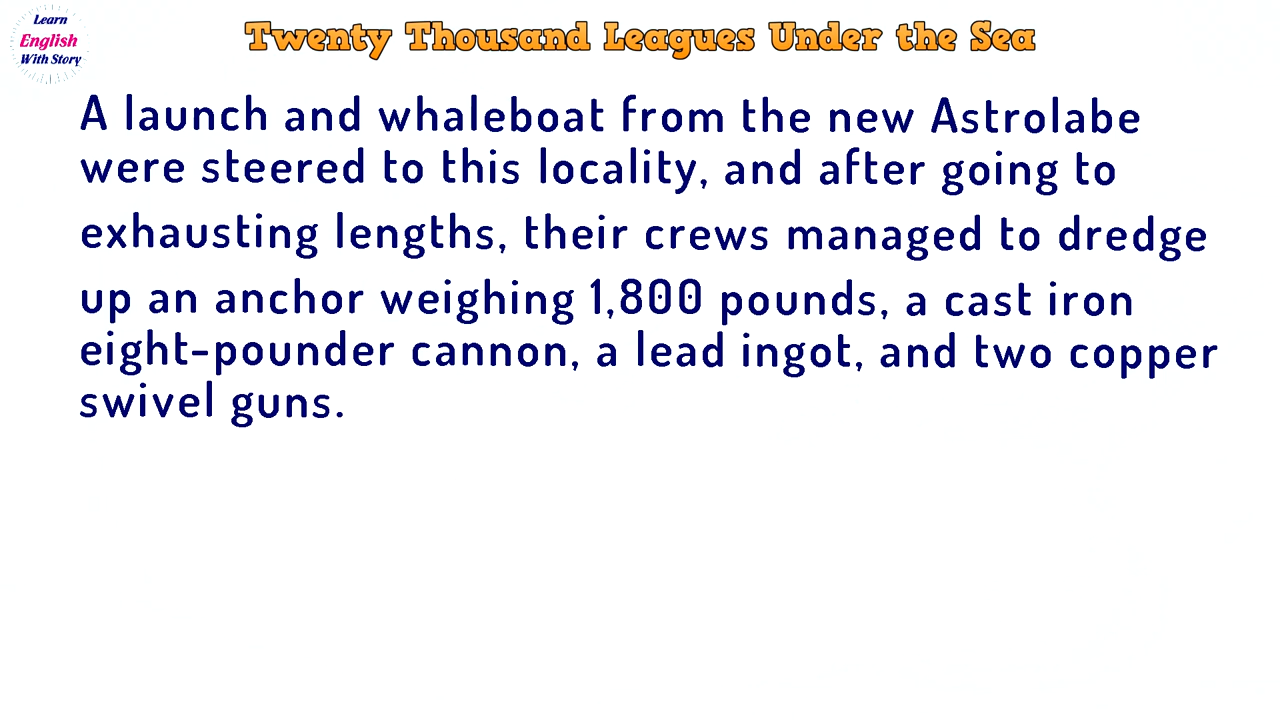 Learn
English
With Story
Twenty Thousand Leagues Under the Sea
A launch and whaleboat from the new Astrolabe
were steered to this locality, and after going to
exhausting lengths, their crews managed to dredge
up an anchor weighing 1,800 pounds, a cast iron
eight-pounder cannon, a lead ingot, and two copper
swivel guns.